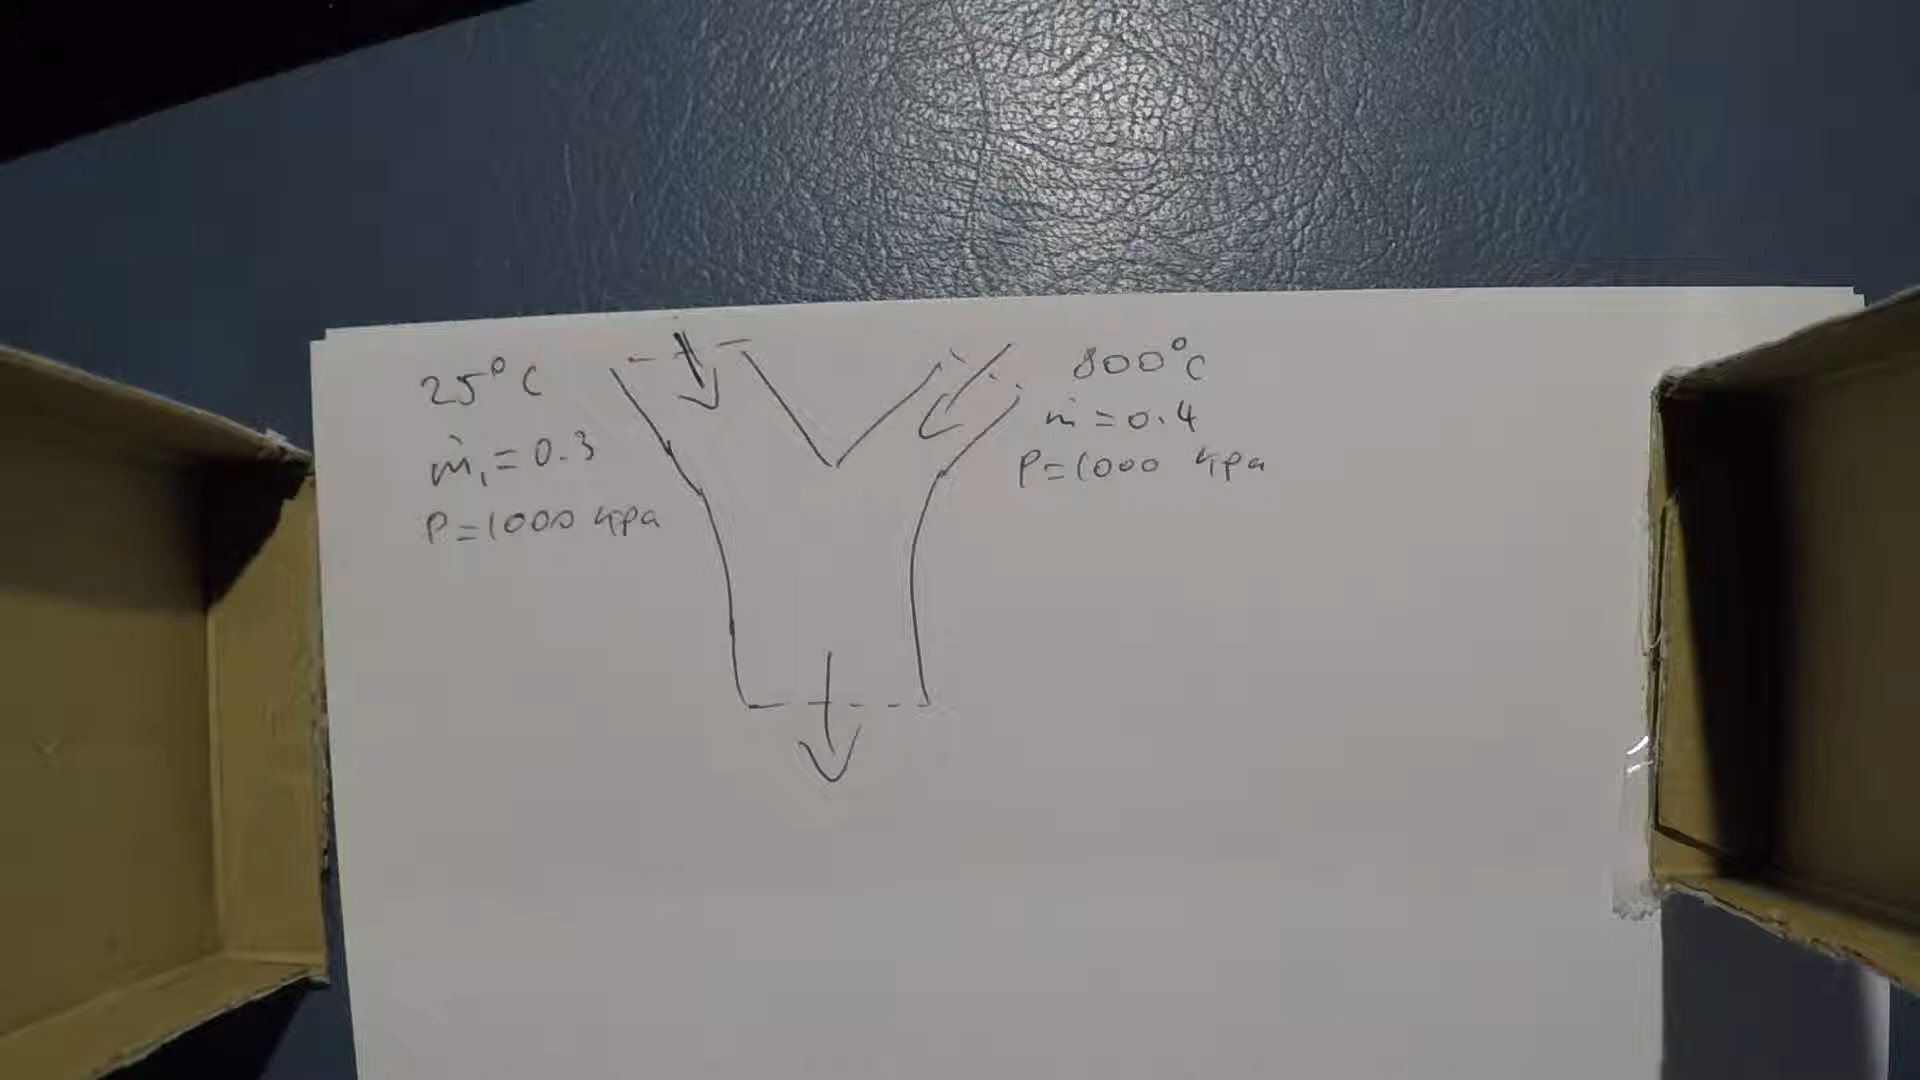 25°C
ṁ₁ = 0.3
P = 1000 kpa
800°C
ṁ = 0.4
P = 1000 kpa